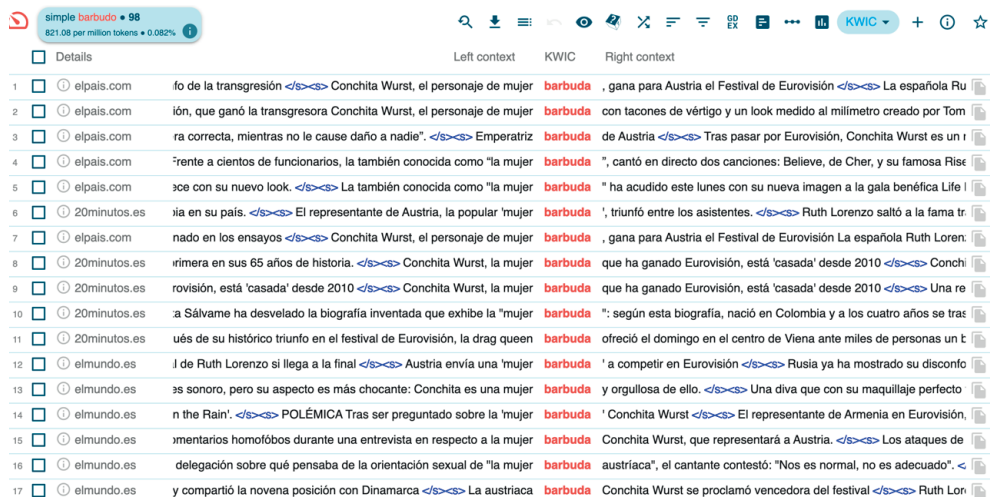 simple barbudo • 98
821.08 per million tokens • 0.082%
GD EX
KWIC
Details Left context KWIC Right context
1 elpais.com fo de la transgresión </s><s> Conchita Wurst, el personaje de mujer barbuda , gana para Austria el Festival de Eurovisión </s><s> La española Ru
2 elpais.com ión, que ganó la transgresora Conchita Wurst, el personaje de mujer barbuda con tacones de vértigo y un look medido al milímetro creado por Tom
3 elpais.com ra correcta, mientras no le cause daño a nadie”. </s><s> Emperatriz barbuda de Austria </s><s> Tras pasar por Eurovisión, Conchita Wurst es un
4 elpais.com Frente a cientos de funcionarios, la también conocida como “la mujer barbuda ”, cantó en directo dos canciones: Believe, de Cher, y su famosa Rise
5 elpais.com ece con su nuevo look. </s><s> La también conocida como "la mujer barbuda " ha acudido este lunes con su nueva imagen a la gala benéfica Life
6 20minutos.es ia en su país. </s><s> El representante de Austria, la popular 'mujer barbuda ', triunfó entre los asistentes. </s><s> Ruth Lorenzo saltó a la fama
7 elpais.com nado en los ensayos </s><s> Conchita Wurst, el personaje de mujer barbuda , gana para Austria el Festival de Eurovisión La española Ruth Loren
8 20minutos.es rimera en sus 65 años de historia. </s><s> Conchita Wurst, la mujer barbuda que ha ganado Eurovisión, está 'casada' desde 2010 </s><s> Conchi
9 20minutos.es rovisión, está 'casada' desde 2010 </s><s> Conchita Wurst, la mujer barbuda que ha ganado Eurovisión, está 'casada' desde 2010 </s><s> Una re
10 20minutos.es a Sálvame ha desvelado la biografía inventada que exhibe la "mujer barbuda ": según esta biografía, nació en Colombia y a los cuatro años se tras
11 20minutos.es ués de su histórico triunfo en el festival de Eurovisión, la drag queen barbuda ofreció el domingo en el centro de Viena ante miles de personas un
12 elmundo.es l de Ruth Lorenzo si llega a la final </s><s> Austria envía una 'mujer barbuda ' a competir en Eurovisión </s><s> Rusia ya ha mostrado su disconfo
13 elmundo.es es sonoro, pero su aspecto es más chocante: Conchita es una mujer barbuda y orgullosa de ello. </s><s> Una diva que con su maquillaje perfecto
14 elmundo.es n the Rain'. </s><s> POLÉMICA Tras ser preguntado sobre la 'mujer barbuda ' Conchita Wurst </s><s> El representante de Armenia en Eurovisión,
15 elmundo.es omentarios homofóbos durante una entrevista en respecto a la mujer barbuda Conchita Wurst, que representará a Austria. </s><s> Los ataques de
16 elmundo.es delegación sobre qué pensaba de la orientación sexual de "la mujer barbuda austríaca", el cantante contestó: "Nos es normal, no es adecuado". <
17 elmundo.es y compartió la novena posición con Dinamarca </s><s> La austriaca barbuda Conchita Wurst se proclamó vencedora del festival </s><s> Ruth Lor